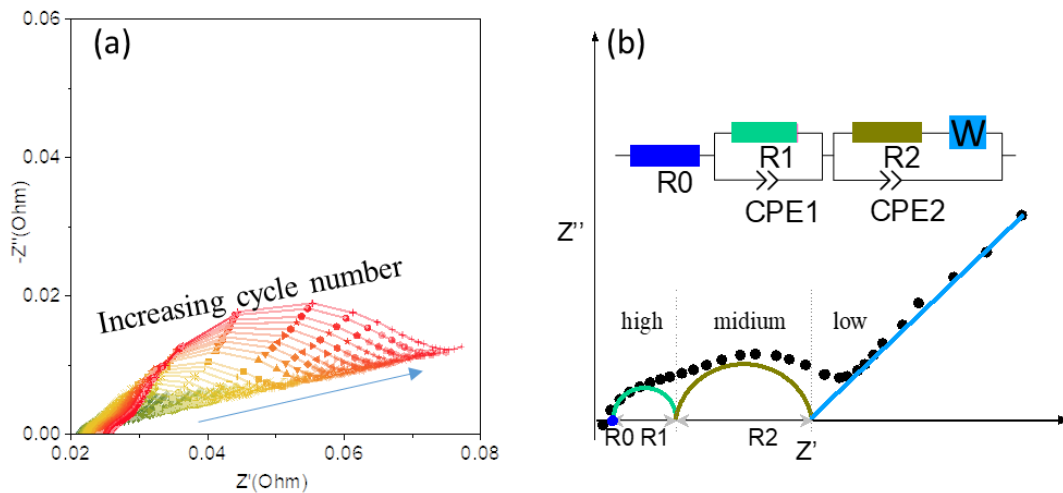 (a)
0.06
0.04
0.02
0.00
-Z''(Ohm)
Increasing cycle number
0.02
0.04
0.06
0.08
Z'(Ohm)
(b)
R0
R1
CPE1
R2
W
CPE2
Z''
high
midium
low
R0
R1
R2
Z'